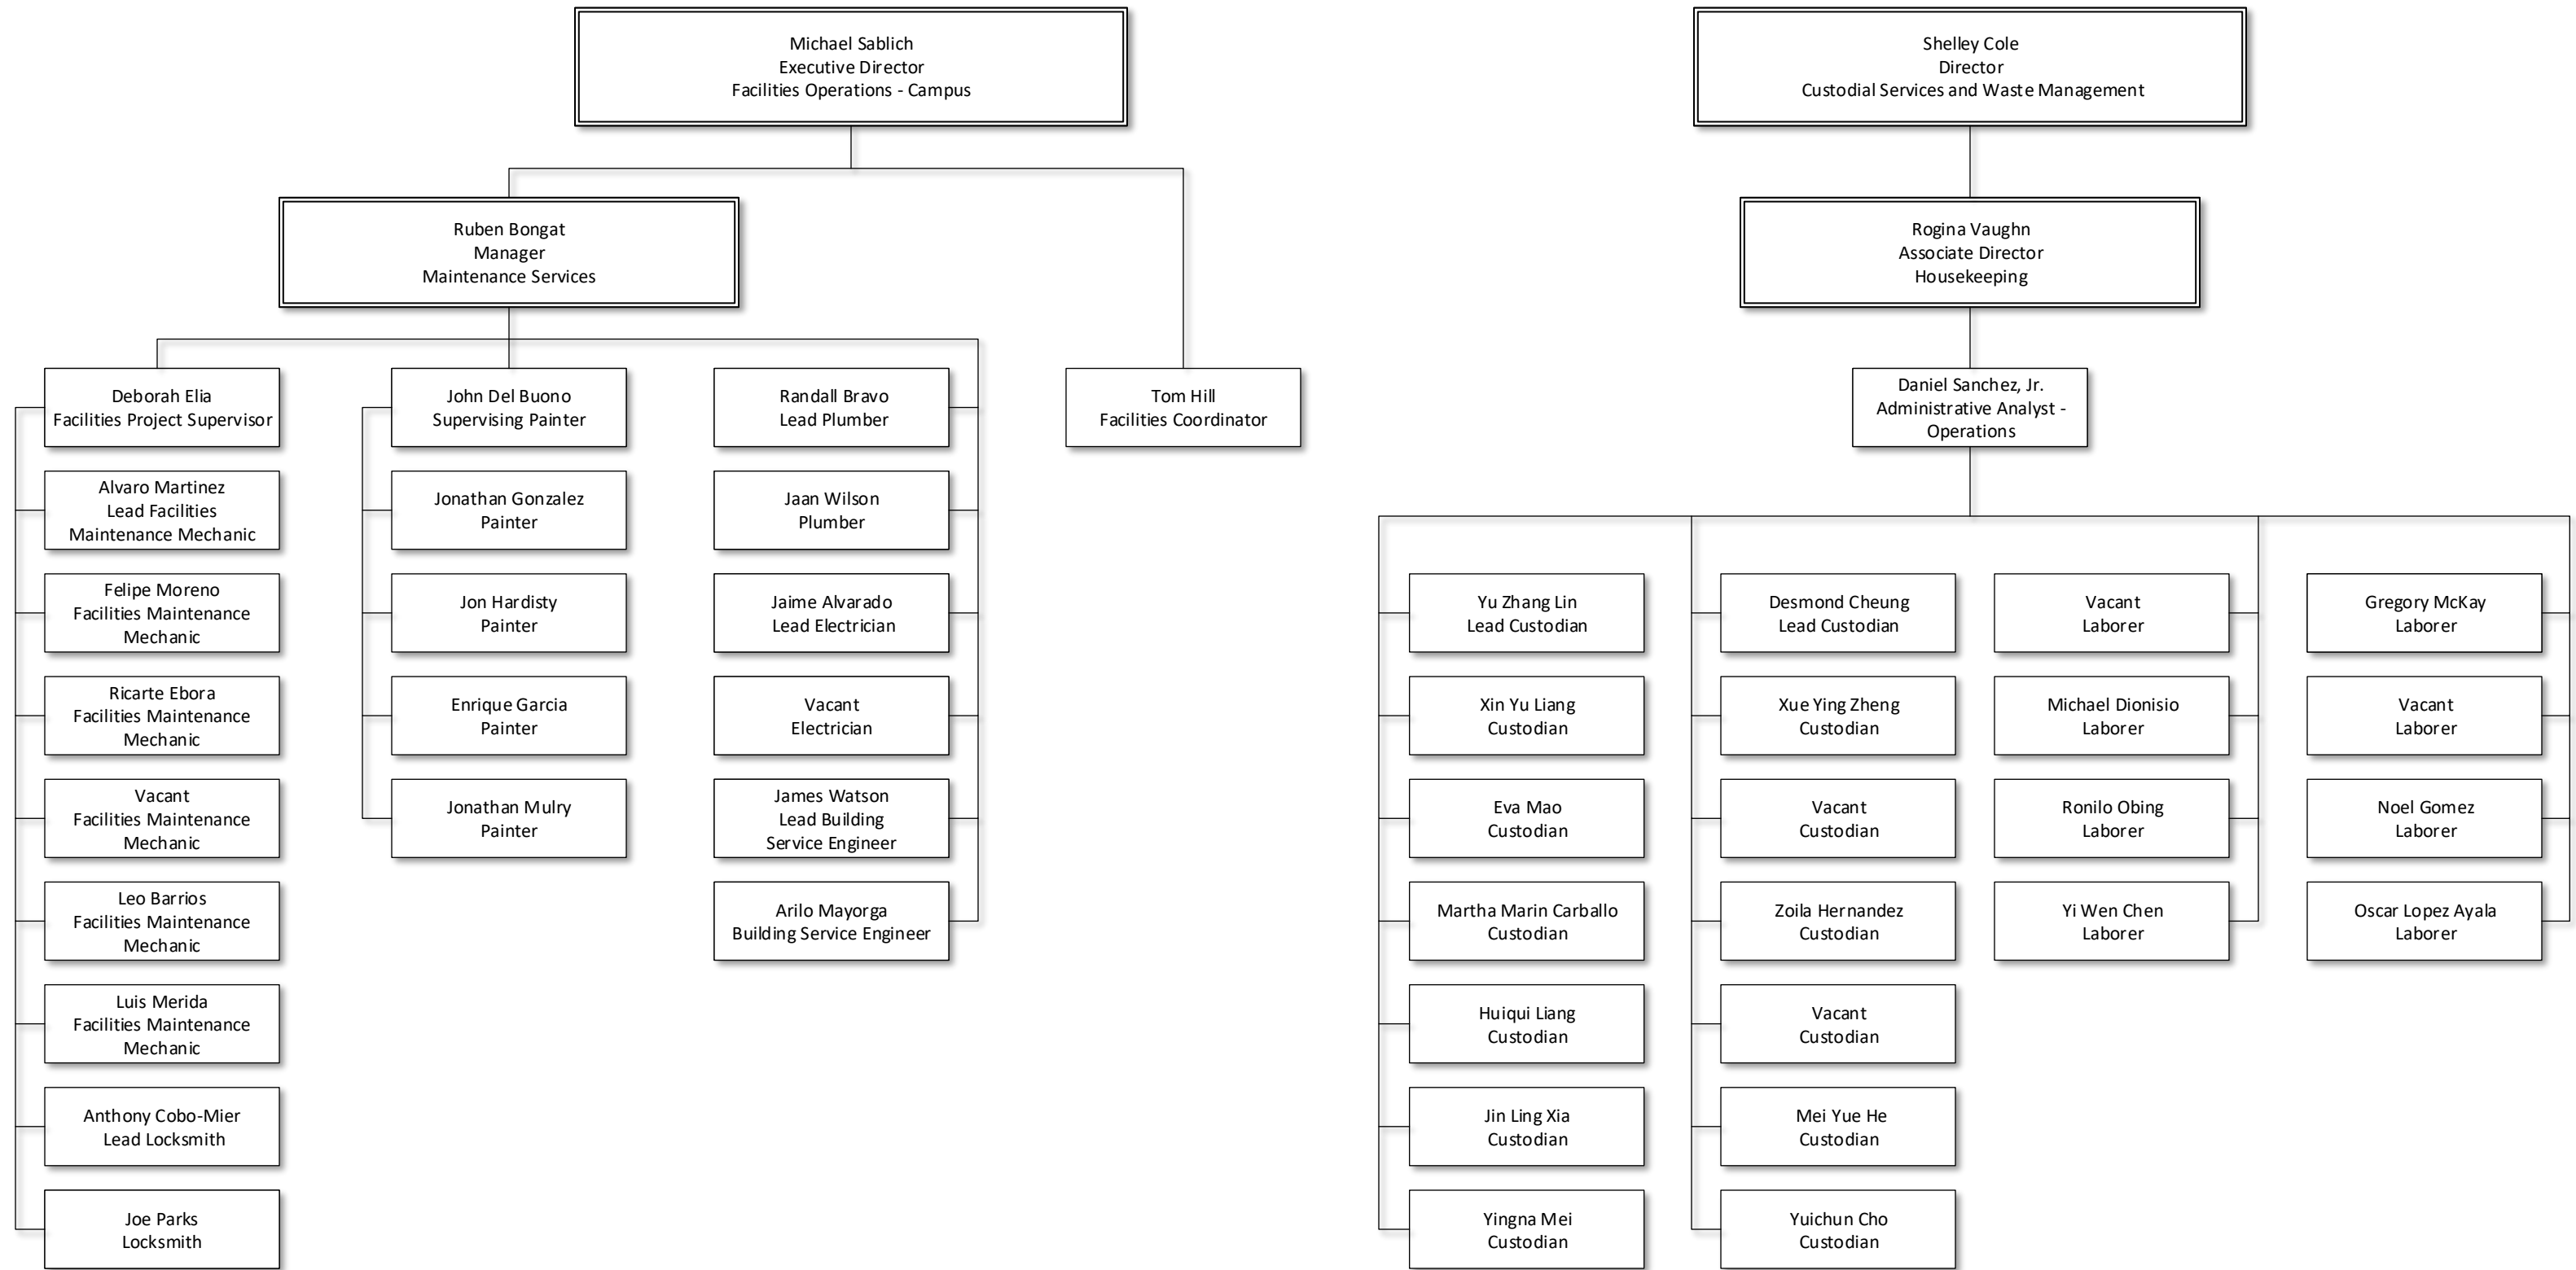 Michael Sablich
Executive Director
Facilities Operations - Campus
Shelley Cole
Director
Custodial Services and Waste Management
Ruben Bongat
Manager
Maintenance Services
Rogina Vaughn
Associate Director
Housekeeping
Deborah Elia
Facilities Project Supervisor
Alvaro Martinez
Lead Facilities
Maintenance Mechanic
Felipe Moreno
Facilities Maintenance
Mechanic
Ricarte Ebora
Facilities Maintenance
Mechanic
Vacant
Facilities Maintenance
Mechanic
Leo Barrios
Facilities Maintenance
Mechanic
Luis Merida
Facilities Maintenance
Mechanic
Anthony Cobo-Mier
Lead Locksmith
Joe Parks
Locksmith
John Del Buono
Supervising Painter
Jonathan Gonzalez
Painter
Jon Hardisty
Painter
Enrique Garcia
Painter
Jonathan Mulry
Painter
Randall Bravo
Lead Plumber
Jaan Wilson
Plumber
Jaime Alvarado
Lead Electrician
Vacant
Electrician
James Watson
Lead Building
Service Engineer
Arilo Mayorga
Building Service Engineer
Tom Hill
Facilities Coordinator
Daniel Sanchez, Jr.
Administrative Analyst -
Operations
Yu Zhang Lin
Lead Custodian
Xin Yu Liang
Custodian
Eva Mao
Custodian
Martha Marin Carballo
Custodian
Huiqui Liang
Custodian
Jin Ling Xia
Custodian
Yingna Mei
Custodian
Desmond Cheung
Lead Custodian
Xue Ying Zheng
Custodian
Vacant
Custodian
Zoila Hernandez
Custodian
Vacant
Custodian
Mei Yue He
Custodian
Yuichun Cho
Custodian
Vacant
Laborer
Michael Dionisio
Laborer
Ronilo Obing
Laborer
Yi Wen Chen
Laborer
Gregory McKay
Laborer
Vacant
Laborer
Noel Gomez
Laborer
Oscar Lopez Ayala
Laborer